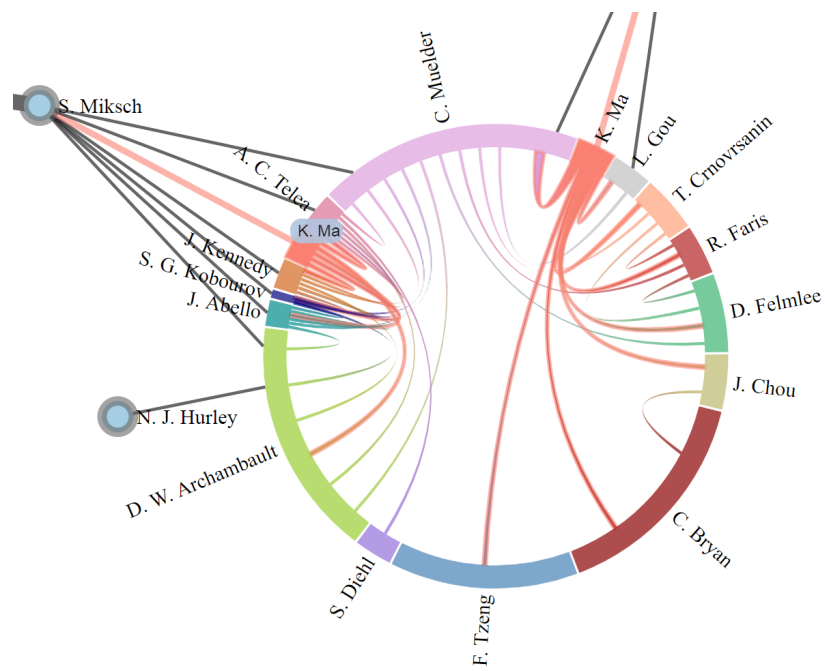 S. Miksch
C. Muelder
K. Ma
L. Gou
A. C. Telea
T. Crnovrsanin
K. Ma
R. Faris
J. Kennedy
S. G. Kobourov
J. Abello
D. Felmlee
J. Chou
N. J. Hurley
D. W. Archambault
C. Bryan
S. Diehl
F. Tzeng